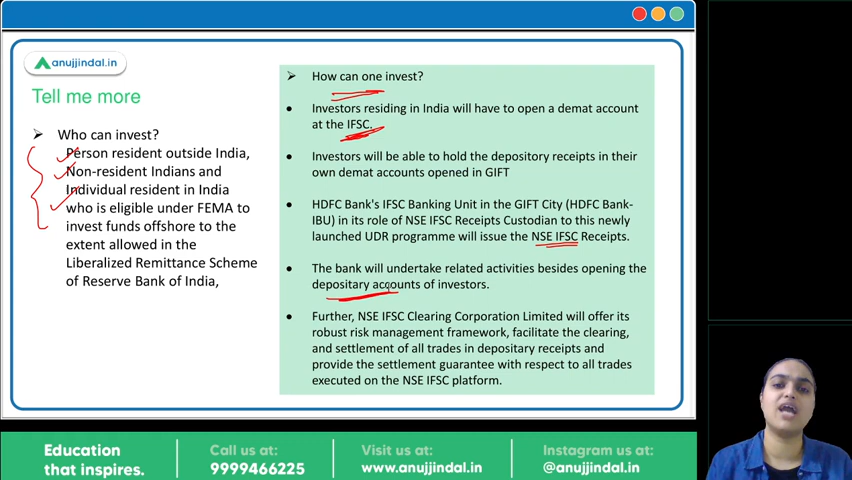 anujjindal.in
Tell me more
Who can invest?
Person resident outside India,
Non-resident Indians and
Individual resident in India
who is eligible under FEMA to
invest funds offshore to the
extent allowed in the
Liberalized Remittance Scheme
of Reserve Bank of India,
How can one invest?
Investors residing in India will have to open a demat account
at the IFSC.
Investors will be able to hold the depository receipts in their
own demat accounts opened in GIFT
HDFC Bank's IFSC Banking Unit in the GIFT City (HDFC Bank-
IBU) in its role of NSE IFSC Receipts Custodian to this newly
launched UDR programme will issue the NSE IFSC Receipts.
The bank will undertake related activities besides opening the
depositary accounts of investors.
Further, NSE IFSC Clearing Corporation Limited will offer its
robust risk management framework, facilitate the clearing,
and settlement of all trades in depositary receipts and
provide the settlement guarantee with respect to all trades
executed on the NSE IFSC platform.
Education
that inspires.
Call us at:
9999466225
Visit us at:
www.anujjindal.in
Instagram us at:
@anujjindal.in